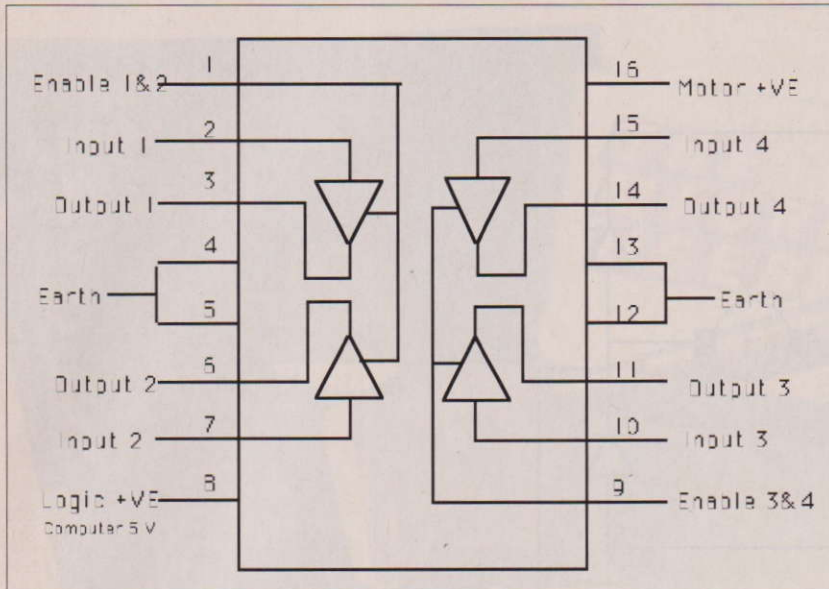 1
Enable 1&2
2
Input 1
3
Output 1
4
Earth
5
6
Output 2
7
Input 2
8
Logic +VE
Computer 5 V
16
Motor +VE
15
Input 4
14
Output 4
13
Earth
12
11
Output 3
10
Input 3
9
Enable 3&4